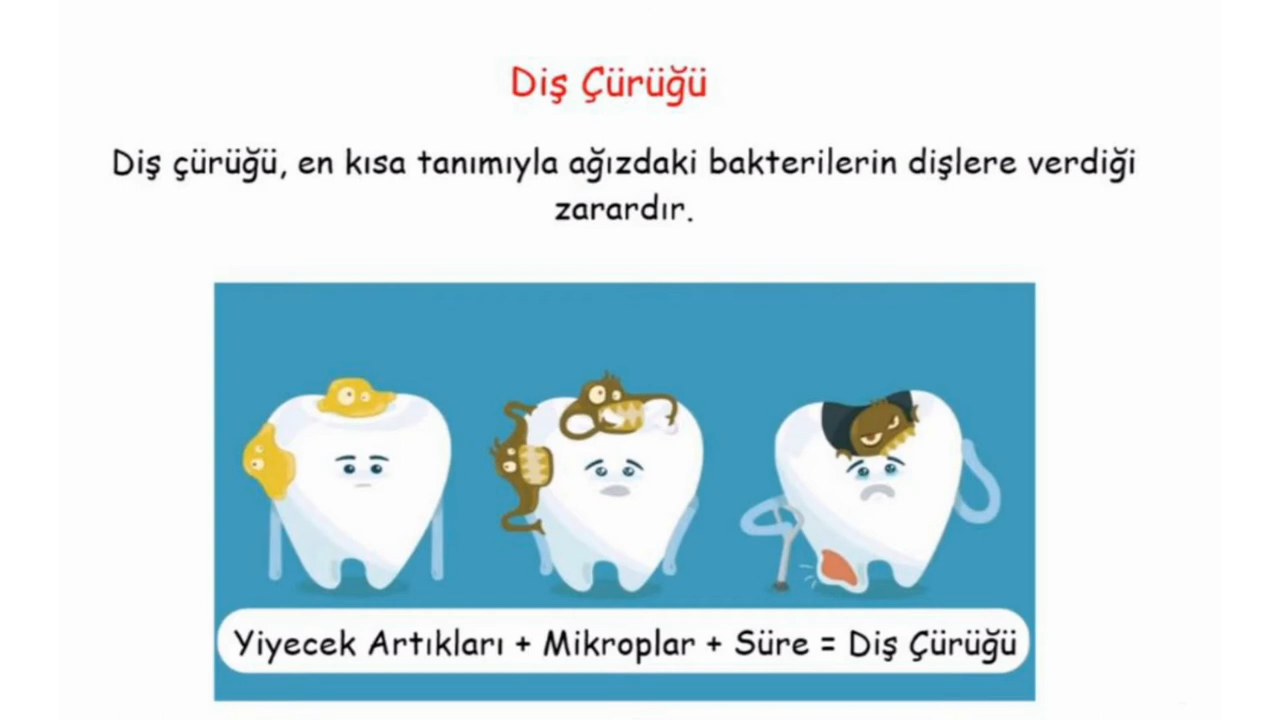 Diş Çürüğü
Diş çürüğü, en kısa tanımıyla ağızdaki bakterilerin dişlere verdiği
zarardır.
Yiyecek Artıkları + Mikroplar + Süre = Diş Çürüğü